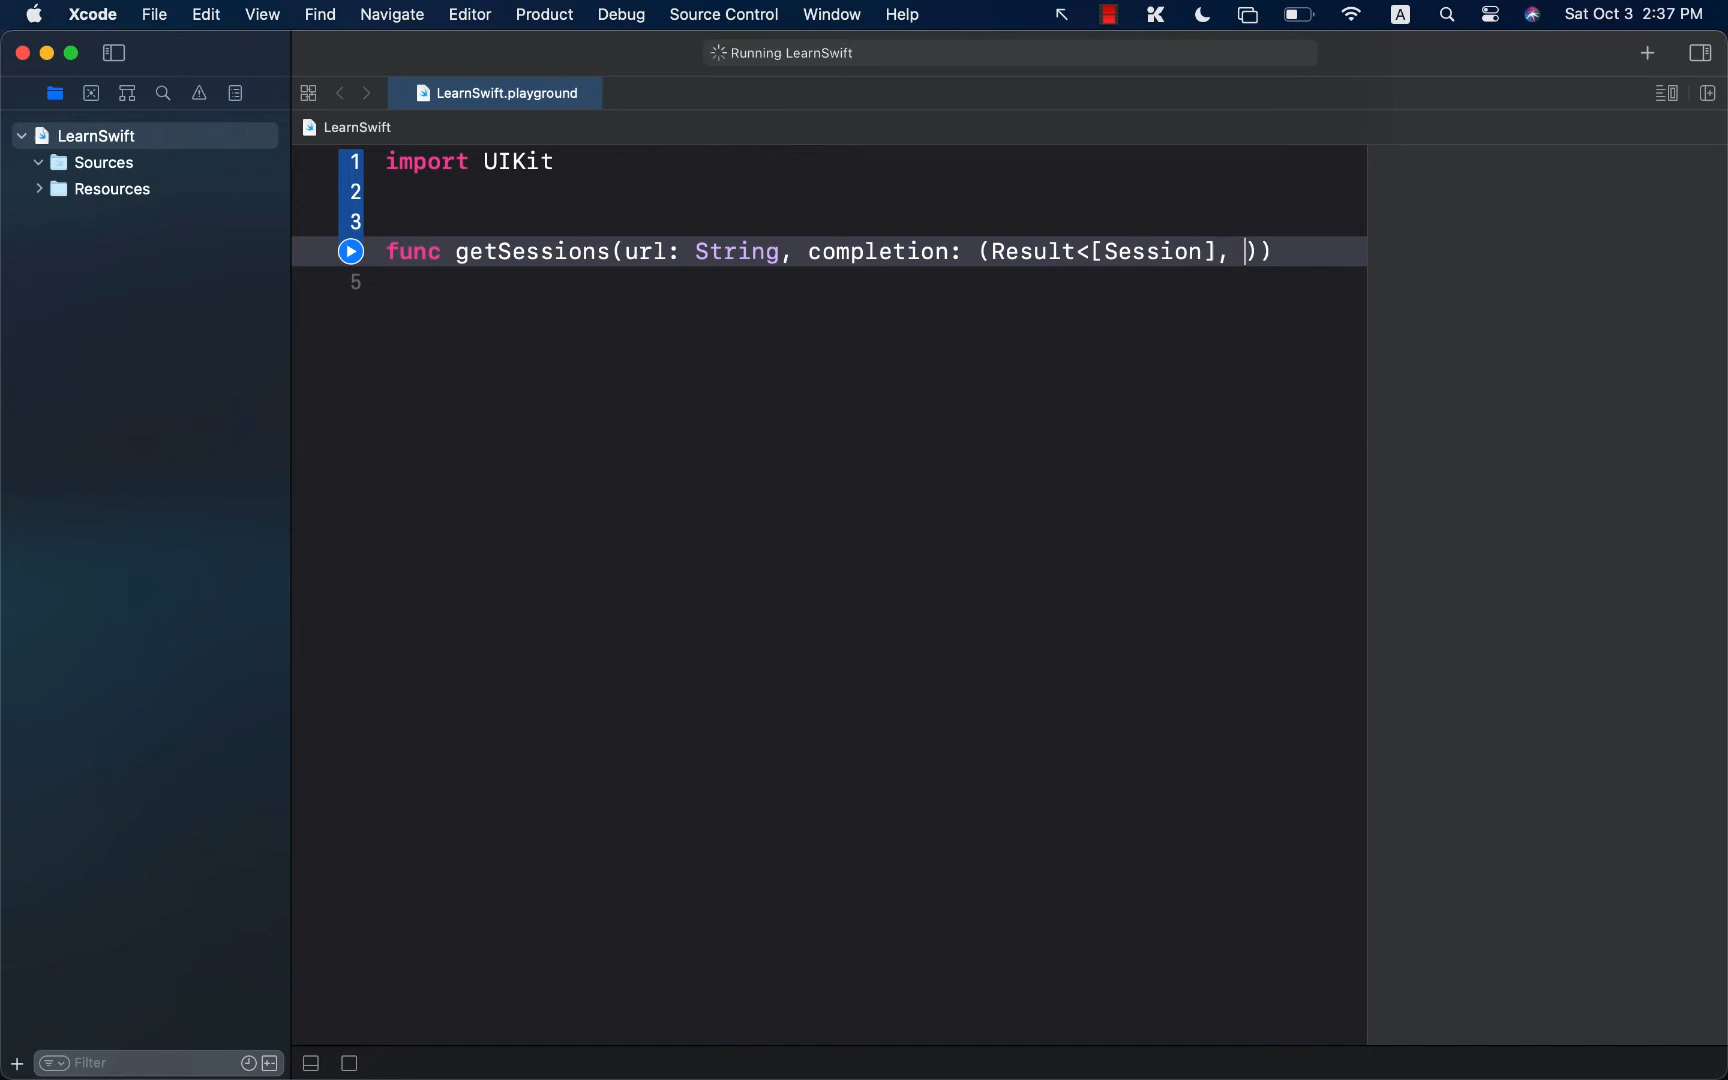 Xcode File Edit View Find Navigate Editor Product Debug Source Control Window Help A Sat Oct 3 2:37 PM
Running LearnSwift
LearnSwift.playground
LearnSwift
LearnSwift
Sources
Resources
1 import UIKit
2
3
func getSessions(url: String, completion: (Result<[Session], ))
5
Filter